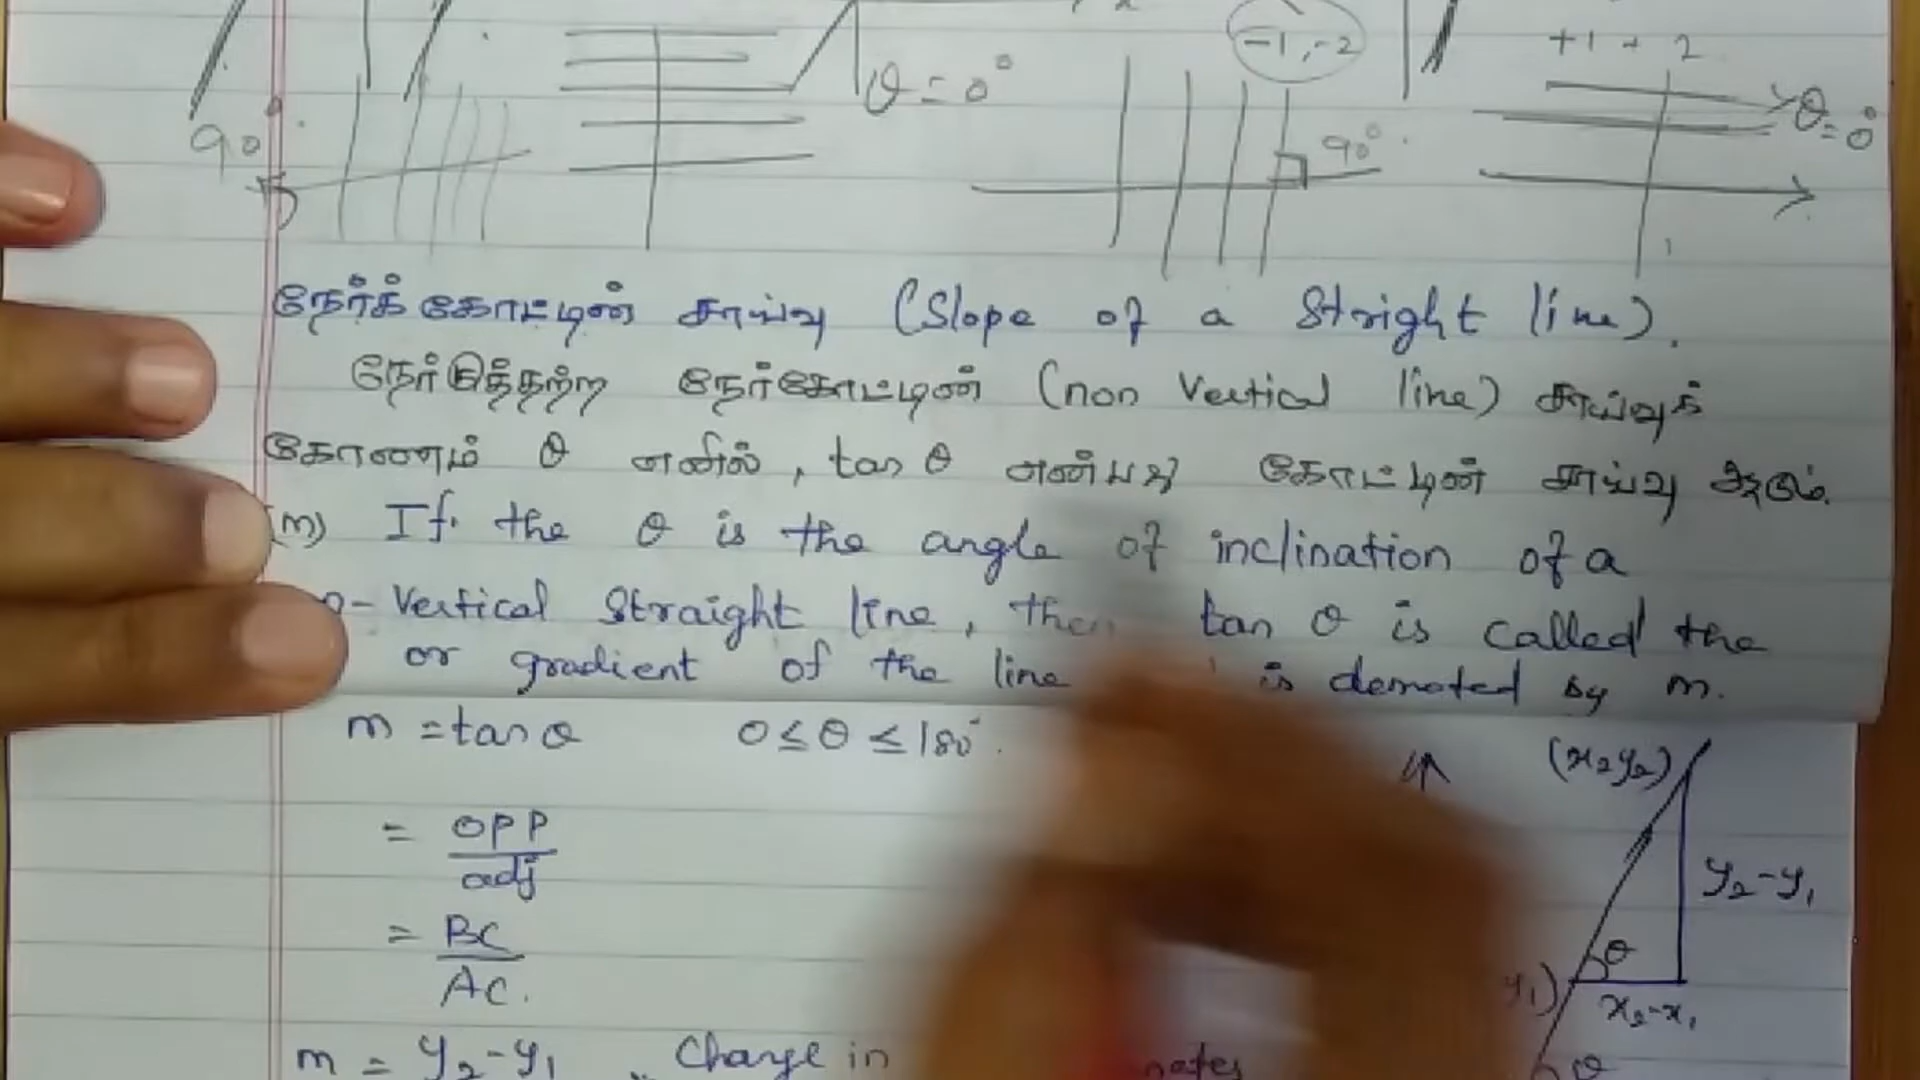 -1, -2
+1, 2
θ = 0°
θ = 0°
90°
90°
நேர்க்கோட்டின் சாய்வு (Slope of a Stright line).
நேர்குத்தற்ற நேர்கோட்டின் (non Vertical line) சாய்வுக்
கோணம் θ எனில், tan θ என்பது கோட்டின் சாய்வு ஆகும்.
(m) If the θ is the angle of inclination of a
Vertical Straight line, then tan θ is called the
or gradient of the line is demoted by m.
m = tan θ 0 ≤ θ ≤ 180°.
(x2 y2)
= OPP / adj
y2-y1
= BC / AC.
θ
y1)
x2-x1
m = y2-y1 Change in
θ